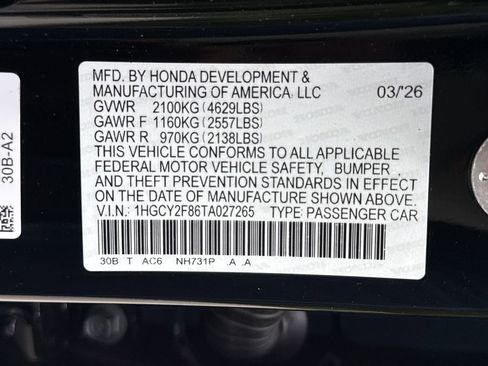 MFD. BY HONDA DEVELOPMENT &
MANUFACTURING OF AMERICA, LLC 03/'26
GVWR 2100KG (4629LBS)
GAWR F 1160KG (2557LBS)
GAWR R 970KG (2138LBS)
THIS VEHICLE CONFORMS TO ALL APPLICABLE
FEDERAL MOTOR VEHICLE SAFETY, BUMPER
AND THEFT PREVENTION STANDARDS IN EFFECT
ON THE DATE OF MANUFACTURE SHOWN ABOVE.
V.I.N.: 1HGCY2F86TA027265 TYPE: PASSENGER CAR
30B T AC6 NH731P .A .A
30B-A2